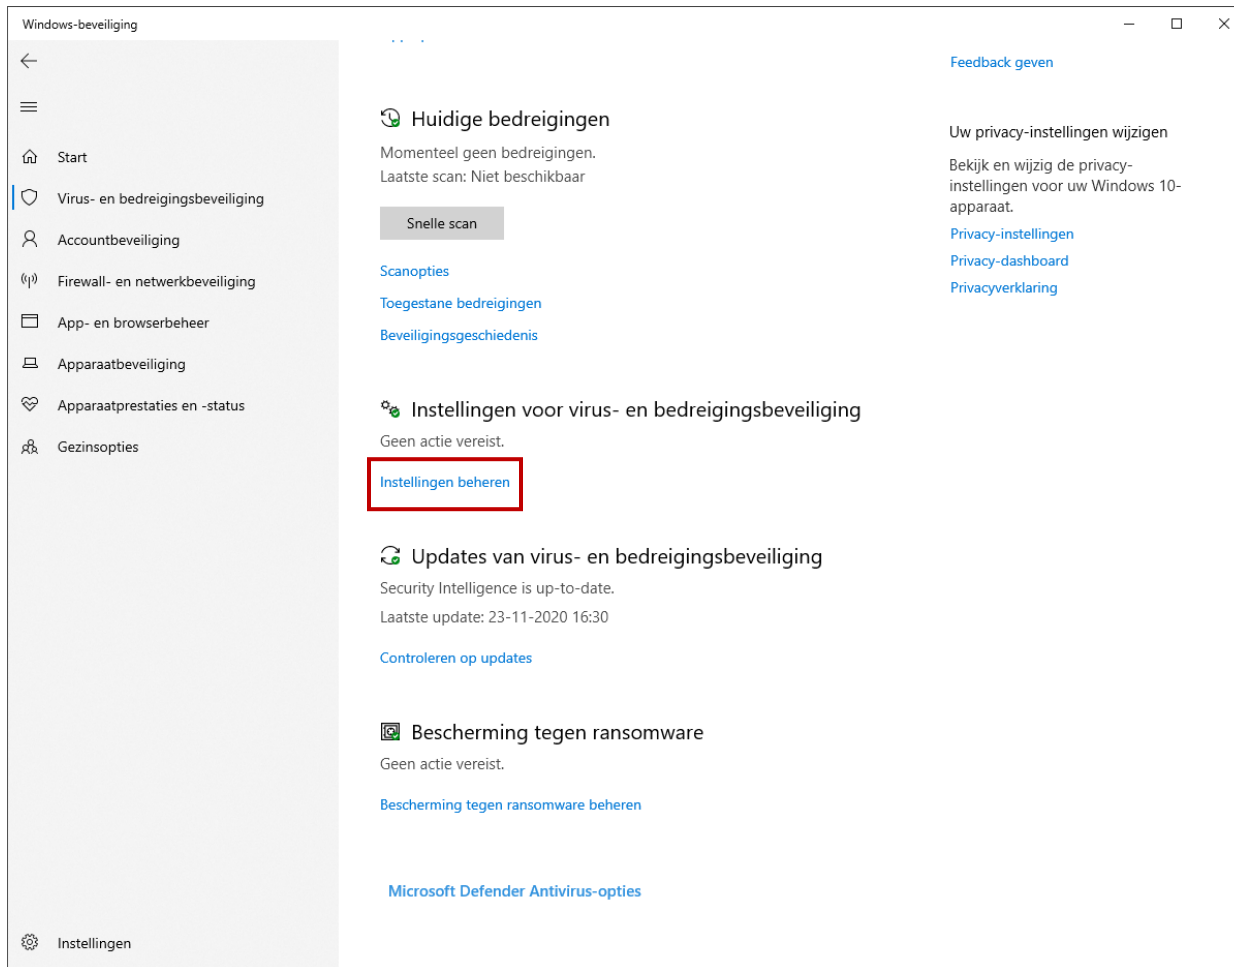 Windows-beveiliging
Start
Virus- en bedreigingsbeveiliging
Accountbeveiliging
Firewall- en netwerkbeveiliging
App- en browserbeheer
Apparaatbeveiliging
Apparaatprestaties en -status
Gezinsopties
Instellingen
Huidige bedreigingen
Momenteel geen bedreigingen.
Laatste scan: Niet beschikbaar
Snelle scan
Scanopties
Toegestane bedreigingen
Beveiligingsgeschiedenis
Instellingen voor virus- en bedreigingsbeveiliging
Geen actie vereist.
Instellingen beheren
Updates van virus- en bedreigingsbeveiliging
Security Intelligence is up-to-date.
Laatste update: 23-11-2020 16:30
Controleren op updates
Bescherming tegen ransomware
Geen actie vereist.
Bescherming tegen ransomware beheren
Microsoft Defender Antivirus-opties
Feedback geven
Uw privacy-instellingen wijzigen
Bekijk en wijzig de privacy-
instellingen voor uw Windows 10-
apparaat.
Privacy-instellingen
Privacy-dashboard
Privacyverklaring